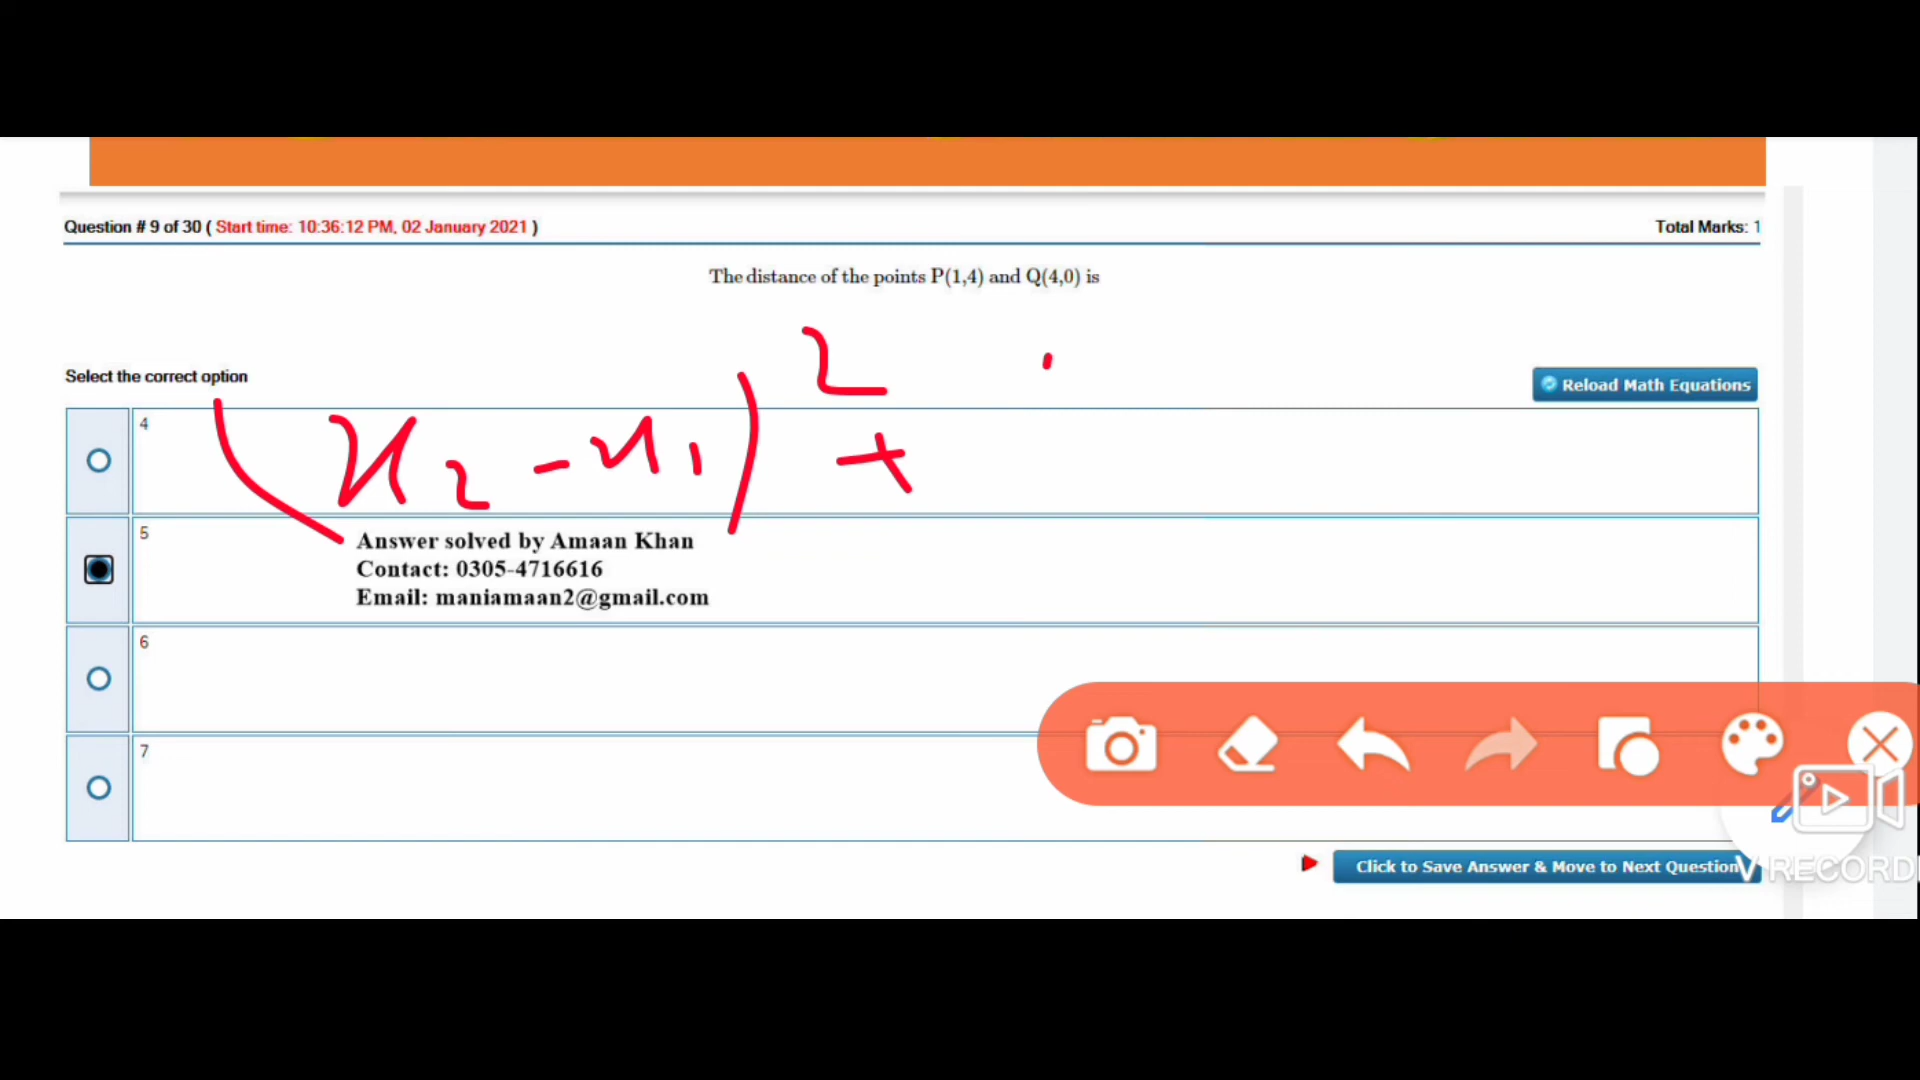 Question # 9 of 30 ( Start time: 10:36:12 PM, 02 January 2021 )
Total Marks: 1
The distance of the points P(1,4) and Q(4,0) is
Select the correct option
Reload Math Equations
4
(x₂ - x₁)² +
5
Answer solved by Amaan Khan
Contact: 0305-4716616
Email: maniamaan2@gmail.com
6
7
Click to Save Answer & Move to Next Question
V RECORD